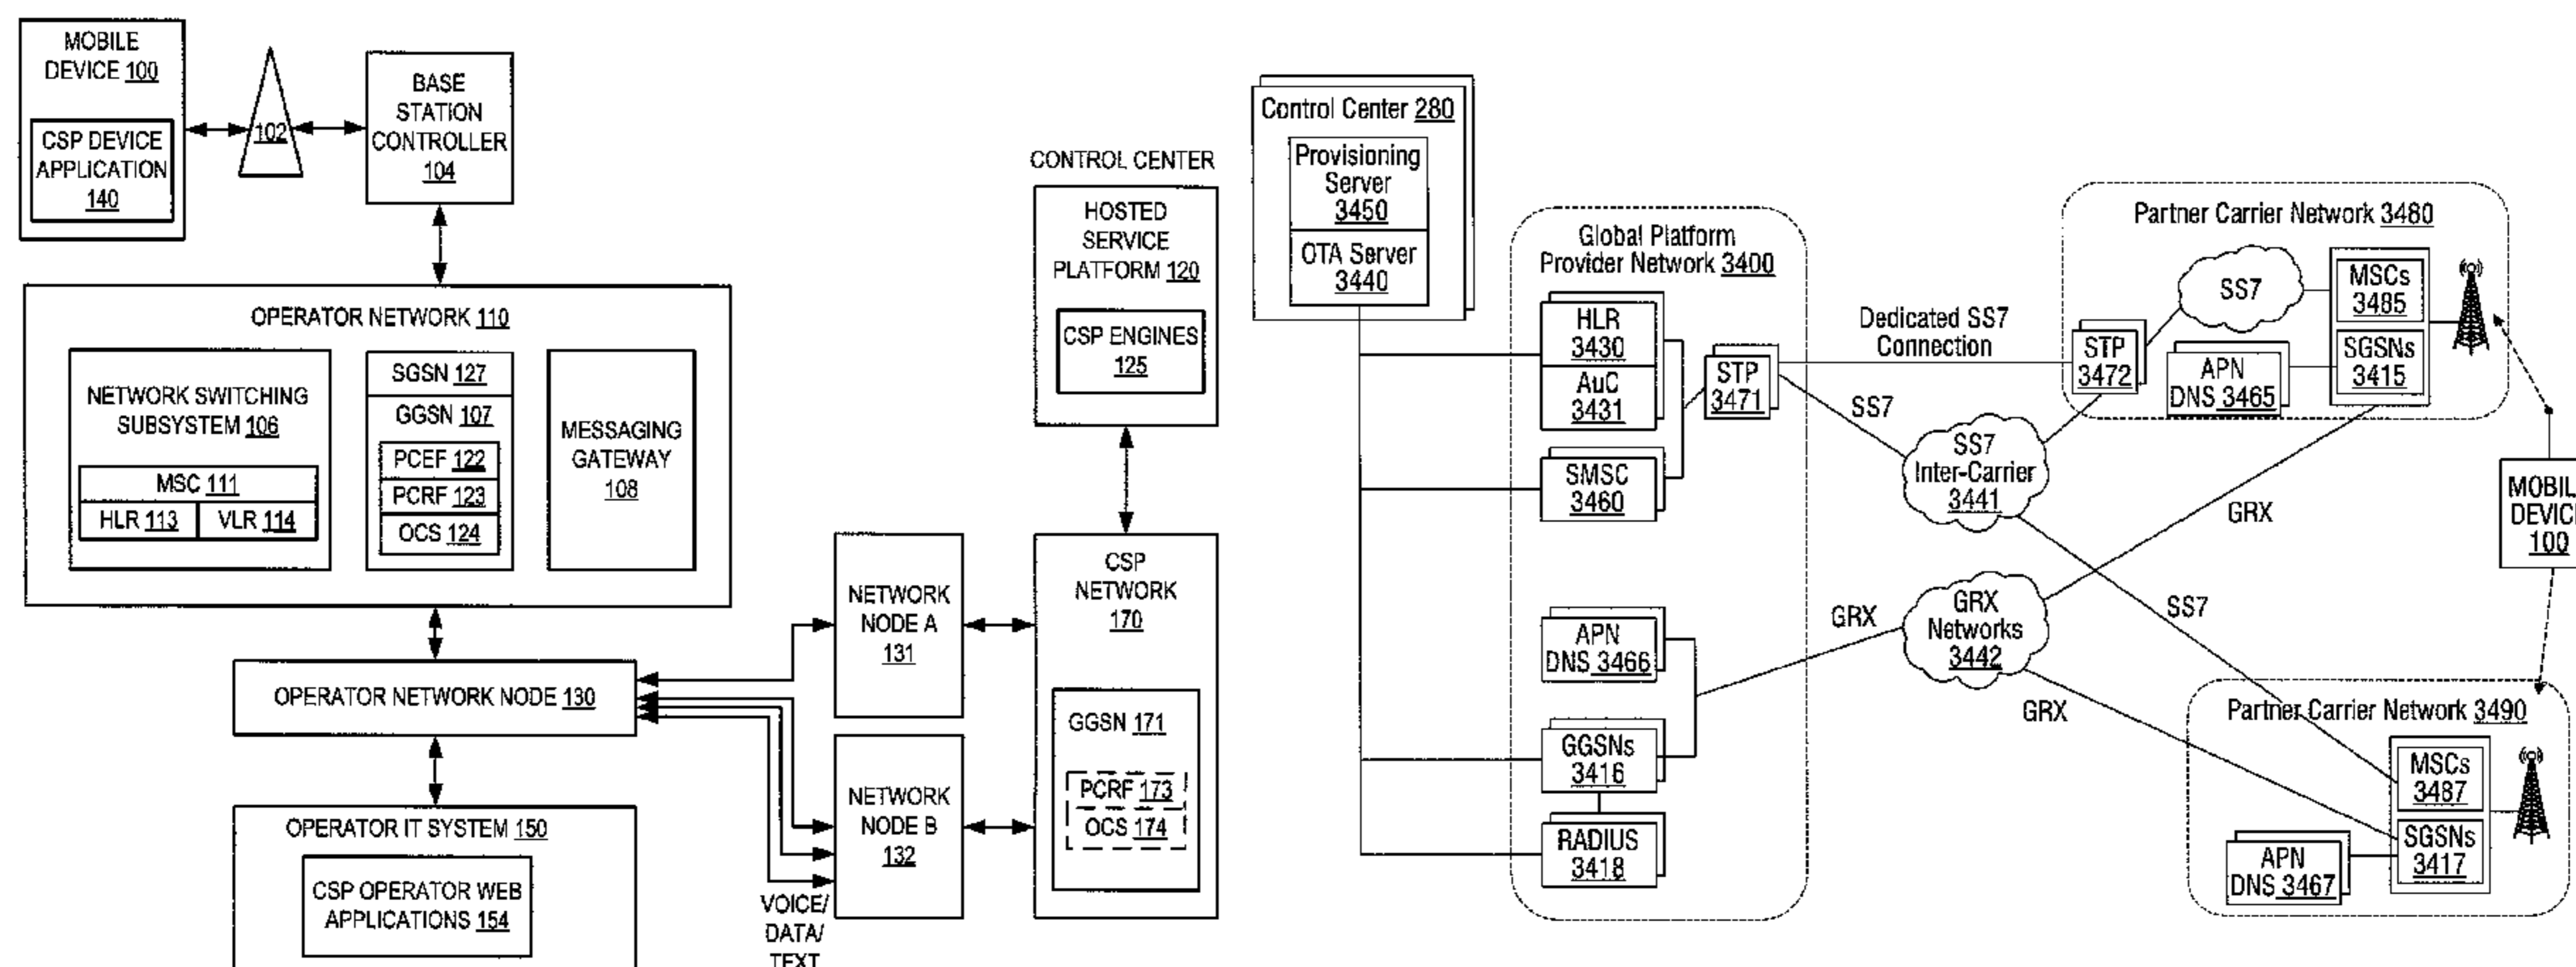 MOBILE
DEVICE 100
CSP DEVICE
APPLICATION
140
102
BASE
STATION
CONTROLLER
104
OPERATOR NETWORK 110
NETWORK SWITCHING
SUBSYSTEM 106
MSC 111
HLR 113
VLR 114
SGSN 127
GGSN 107
PCEF 122
PCRF 123
OCS 124
MESSAGING
GATEWAY
108
OPERATOR NETWORK NODE 130
OPERATOR IT SYSTEM 150
CSP OPERATOR WEB
APPLICATIONS 154
VOICE/
DATA/
TEXT
NETWORK
NODE A
131
NETWORK
NODE B
132
CONTROL CENTER
HOSTED
SERVICE
PLATFORM 120
CSP ENGINES
125
CSP
NETWORK
170
GGSN 171
PCRF 173
OCS 174
Control Center 280
Provisioning
Server
3450
OTA Server
3440
Global Platform
Provider Network 3400
HLR
3430
AuC
3431
SMSC
3460
STP
3471
APN
DNS 3466
GGSNs
3416
RADIUS
3418
Dedicated SS7
Connection
SS7
SS7
Inter-Carrier
3441
GRX
GRX
Networks
3442
GRX
SS7
GRX
Partner Carrier Network 3480
SS7
STP
3472
APN
DNS 3465
MSCs
3485
SGSNs
3415
MOBIL
DEVICE
100
Partner Carrier Network 3490
MSCs
3487
SGSNs
3417
APN
DNS 3467